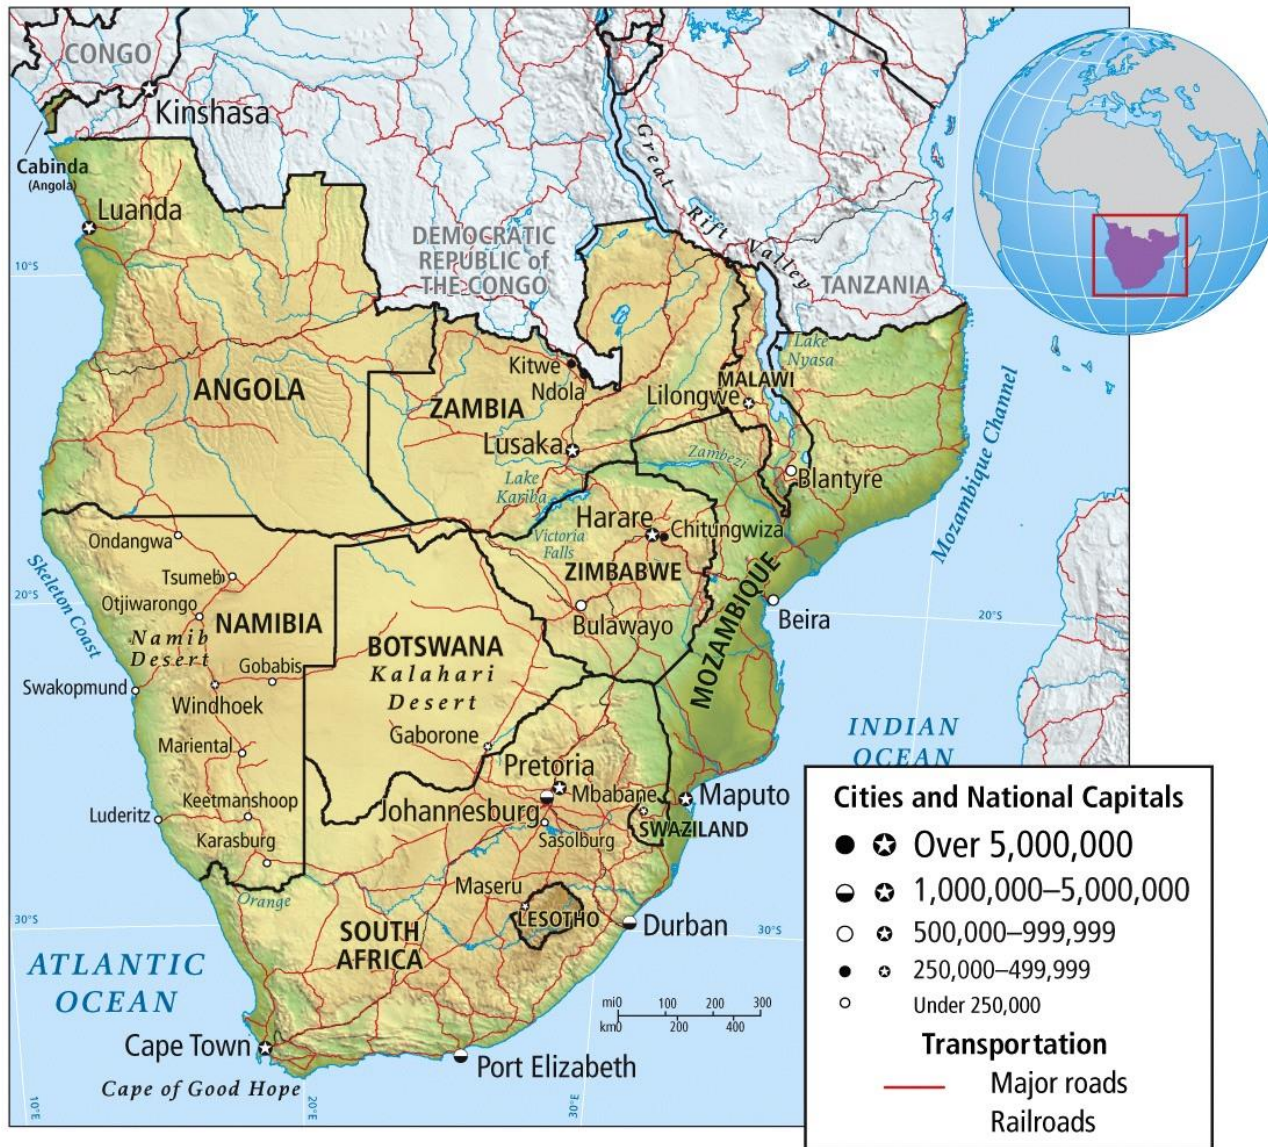 CONGO
Kinshasa
Cabinda
(Angola)
Luanda
Great Rift Valley
DEMOCRATIC
REPUBLIC of
THE CONGO
TANZANIA
10°S
Lake
Nyasa
Kitwe
Ndola
MALAWI
Lilongwe
ANGOLA
ZAMBIA
Lusaka
Zambezi
Blantyre
Mozambique Channel
Lake
Kariba
Harare
Chitungwiza
Victoria
Falls
ZIMBABWE
Ondangwa
Tsumeb
Otjiwarongo
Skeleton Coast
20°S
NAMIBIA
Namib
Desert
BOTSWANA
Kalahari
Desert
Bulawayo
MOZAMBIQUE
Beira
20°S
Gobabis
Swakopmund
Windhoek
Gaborone
Mariental
INDIAN
OCEAN
Pretoria
Mbabane
Maputo
Johannesburg
SWAZILAND
Sasolburg
Keetmanshoop
Luderitz
Karasburg
Maseru
Orange
LESOTHO
Durban
30°S
30°S
SOUTH
AFRICA
ATLANTIC
OCEAN
mi0 100 200 300
km0 200 400
Cape Town
Port Elizabeth
Cape of Good Hope
10°E
20°E
30°E
Cities and National Capitals
Over 5,000,000
1,000,000–5,000,000
500,000–999,999
250,000–499,999
Under 250,000
Transportation
Major roads
Railroads